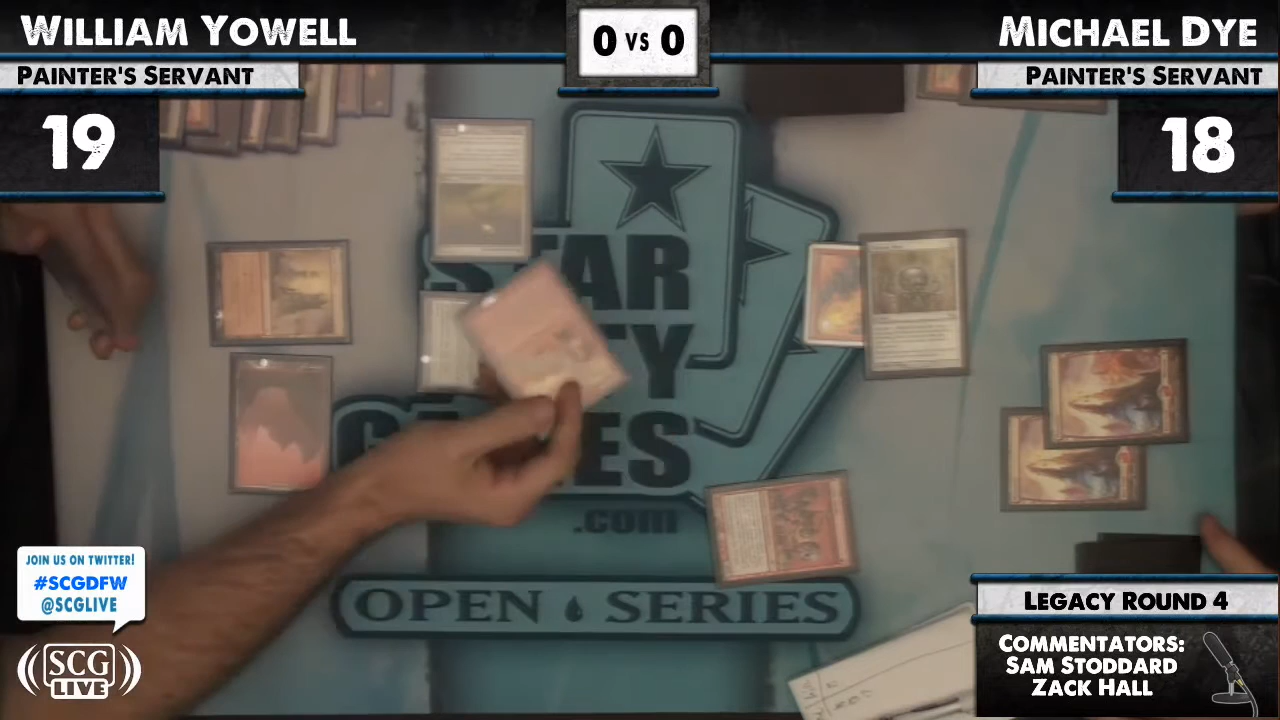 WILLIAM YOWELL
0 VS 0
MICHAEL DYE
PAINTER'S SERVANT
PAINTER'S SERVANT
19
18
STAR
CITY
GAMES
.com
OPEN SERIES
JOIN US ON TWITTER!
#SCGDFW
@SCGLIVE
SCG
LIVE
LEGACY ROUND 4
COMMENTATORS:
SAM STODDARD
ZACK HALL